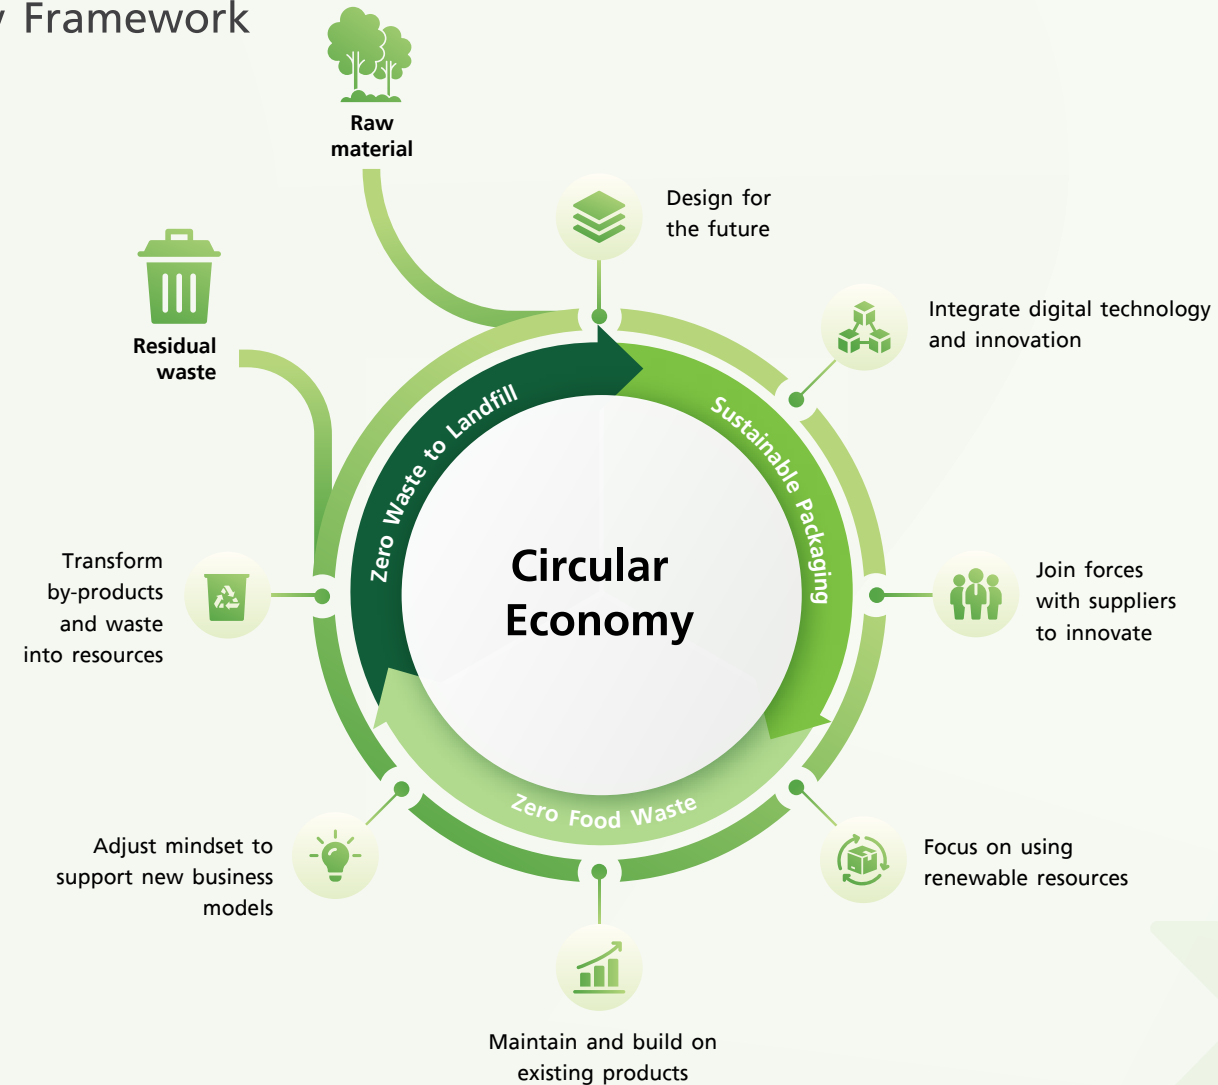 Framework
Raw
material
Design for
the future
Integrate digital technology
and innovation
Residual
waste
Zero Waste to Landfill
Sustainable Packaging
Circular
Economy
Join forces
with suppliers
to innovate
Transform
by-products
and waste
into resources
Zero Food Waste
Adjust mindset to
support new business
models
Focus on using
renewable resources
Maintain and build on
existing products